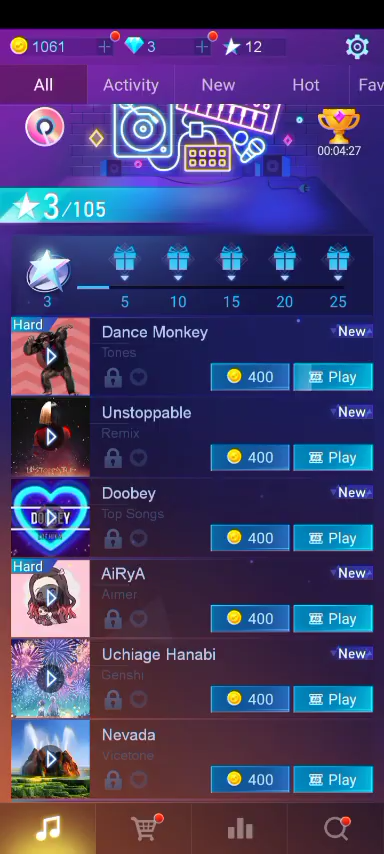 1061
3
12
All
Activity
New
Hot
Fav
00:04:27
3/105
3
5
10
15
20
25
Hard
Dance Monkey
New
Tones
400
Play
Unstoppable
New
Remix
400
Play
Doobey
New
Top Songs
400
Play
Hard
AiRyA
New
Aimer
400
Play
Uchiage Hanabi
New
Genshi
400
Play
Nevada
Vicetone
400
Play